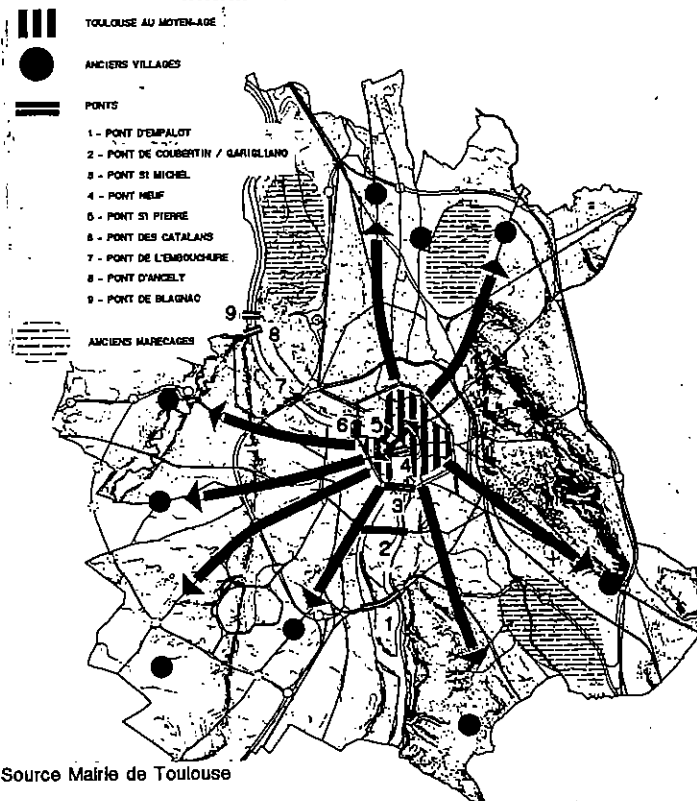 TOULOUSE AU MOYEN-AGE
ANCIENS VILLAGES
PONTS
1 - PONT D'EMPALOT
2 - PONT DE COUBERTIN / GARIGLIANO
3 - PONT ST MICHEL
4 - PONT NEUF
5 - PONT ST PIERRE
6 - PONT DES CATALANS
7 - PONT DE L'EMBOUCHURE
8 - PONT D'ANCELY
9 - PONT DE BLAGNAC
ANCIENS MARECAGES
9
8
7
6
5
4
3
2
1
Source Mairie de Toulouse